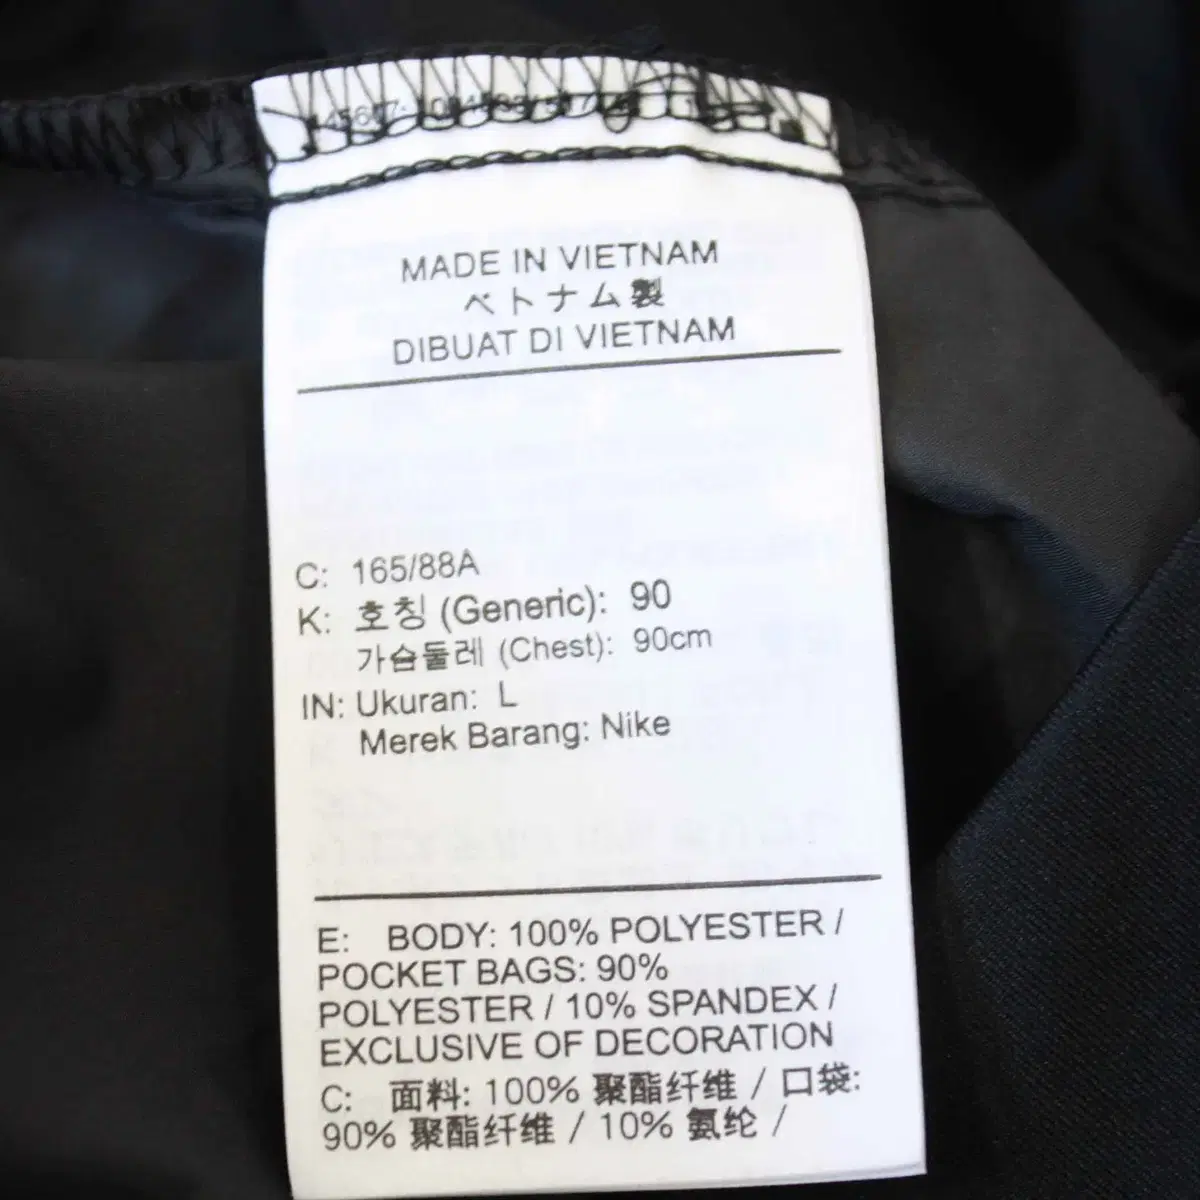 MADE IN VIETNAM
ベトナム製
DIBUAT DI VIETNAM
C: 165/88A
K: 호칭 (Generic): 90
가슴둘레 (Chest): 90cm
IN: Ukuran: L
Merek Barang: Nike
E: BODY: 100% POLYESTER /
POCKET BAGS: 90%
POLYESTER / 10% SPANDEX /
EXCLUSIVE OF DECORATION
C: 面料: 100% 聚酯纤维 / 口袋:
90% 聚酯纤维 / 10% 氨纶 /